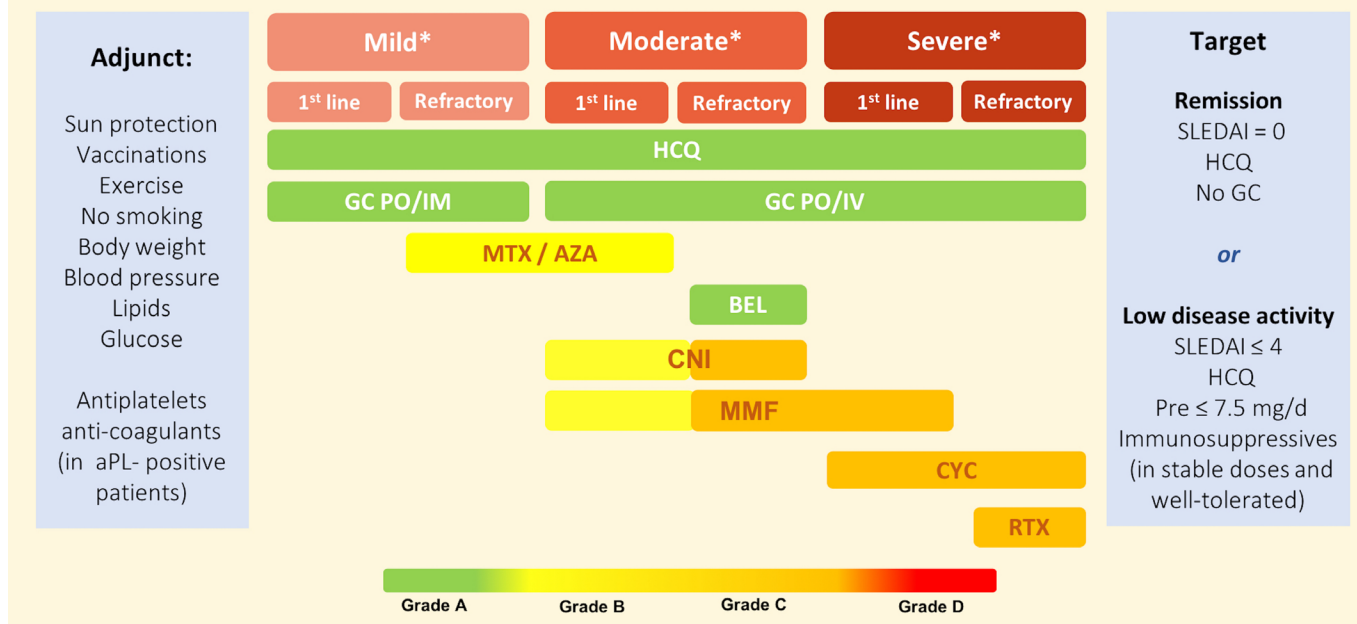 Adjunct:
Sun protection
Vaccinations
Exercise
No smoking
Body weight
Blood pressure
Lipids
Glucose
Antiplatelets
anti-coagulants
(in aPL- positive
patients)
Mild*
Moderate*
Severe*
1st line
Refractory
1st line
Refractory
1st line
Refractory
HCQ
GC PO/IM
GC PO/IV
MTX / AZA
BEL
CNI
MMF
CYC
RTX
Grade A
Grade B
Grade C
Grade D
Target
Remission
SLEDAI = 0
HCQ
No GC
or
Low disease activity
SLEDAI ≤ 4
HCQ
Pre ≤ 7.5 mg/d
Immunosuppressives
(in stable doses and
well-tolerated)